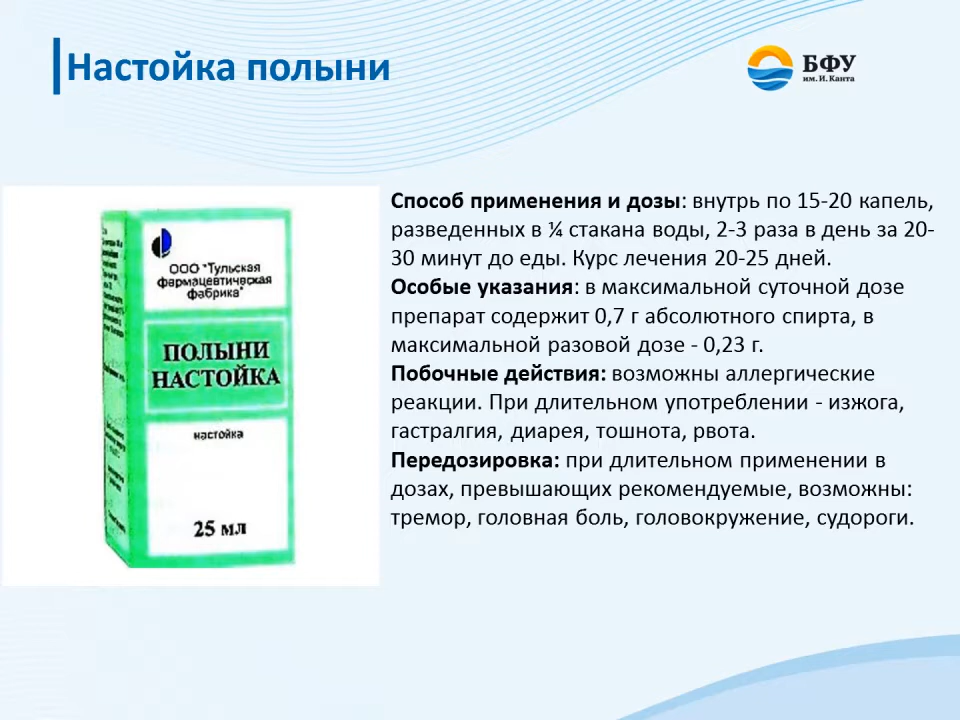 Настойка полыни
БФУ
им. И. Канта
ООО "Тульская
фармацевтическая
фабрика"
ПОЛЫНИ
НАСТОЙКА
настойка
25 мл
Способ применения и дозы: внутрь по 15-20 капель,
разведенных в ¼ стакана воды, 2-3 раза в день за 20-
30 минут до еды. Курс лечения 20-25 дней.
Особые указания: в максимальной суточной дозе
препарат содержит 0,7 г абсолютного спирта, в
максимальной разовой дозе - 0,23 г.
Побочные действия: возможны аллергические
реакции. При длительном употреблении - изжога,
гастралгия, диарея, тошнота, рвота.
Передозировка: при длительном применении в
дозах, превышающих рекомендуемые, возможны:
тремор, головная боль, головокружение, судороги.